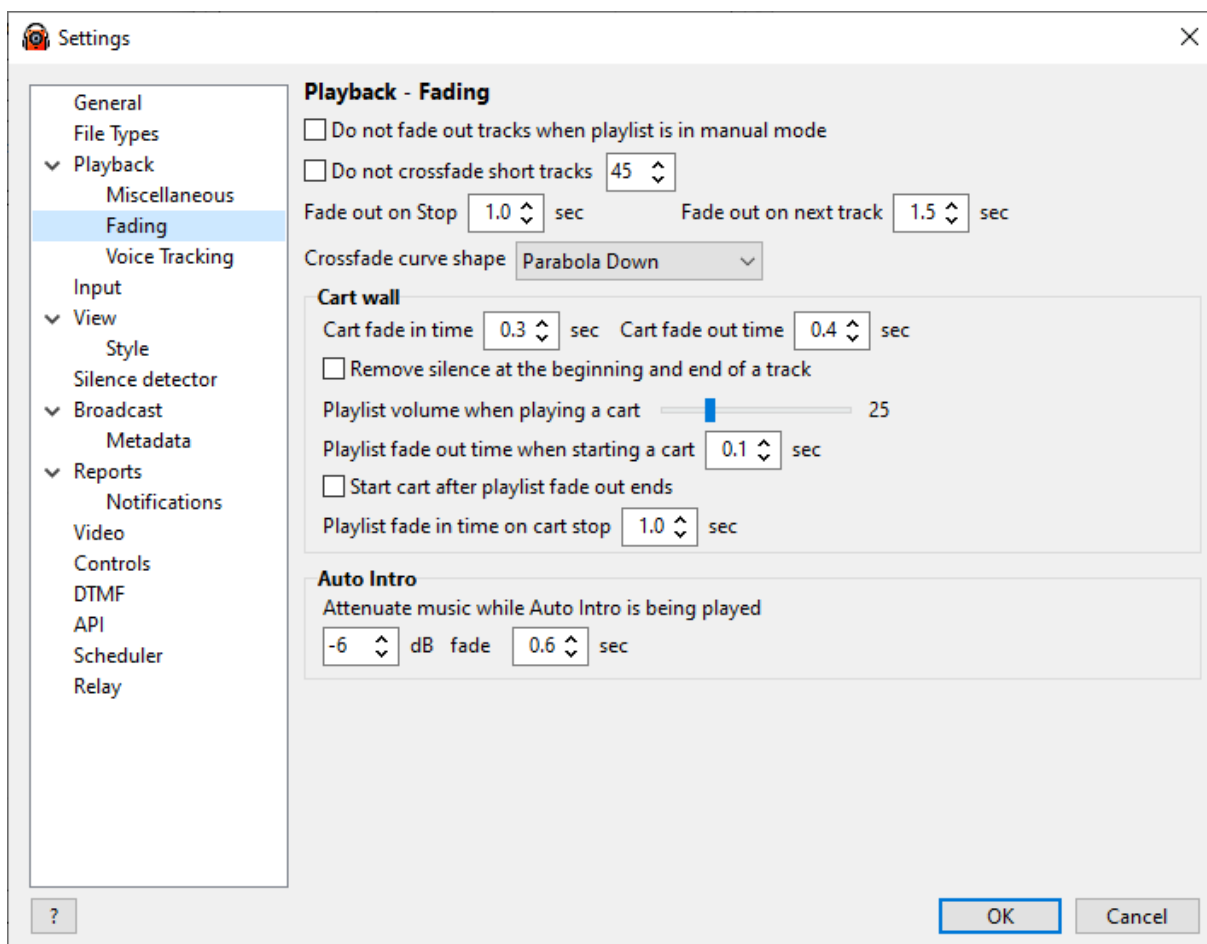 Settings
General
File Types
Playback
Miscellaneous
Fading
Voice Tracking
Input
View
Style
Silence detector
Broadcast
Metadata
Reports
Notifications
Video
Controls
DTMF
API
Scheduler
Relay
Playback - Fading
Do not fade out tracks when playlist is in manual mode
Do not crossfade short tracks 45
Fade out on Stop 1.0 sec Fade out on next track 1.5 sec
Crossfade curve shape Parabola Down
Cart wall
Cart fade in time 0.3 sec Cart fade out time 0.4 sec
Remove silence at the beginning and end of a track
Playlist volume when playing a cart 25
Playlist fade out time when starting a cart 0.1 sec
Start cart after playlist fade out ends
Playlist fade in time on cart stop 1.0 sec
Auto Intro
Attenuate music while Auto Intro is being played
-6 dB fade 0.6 sec
? OK Cancel